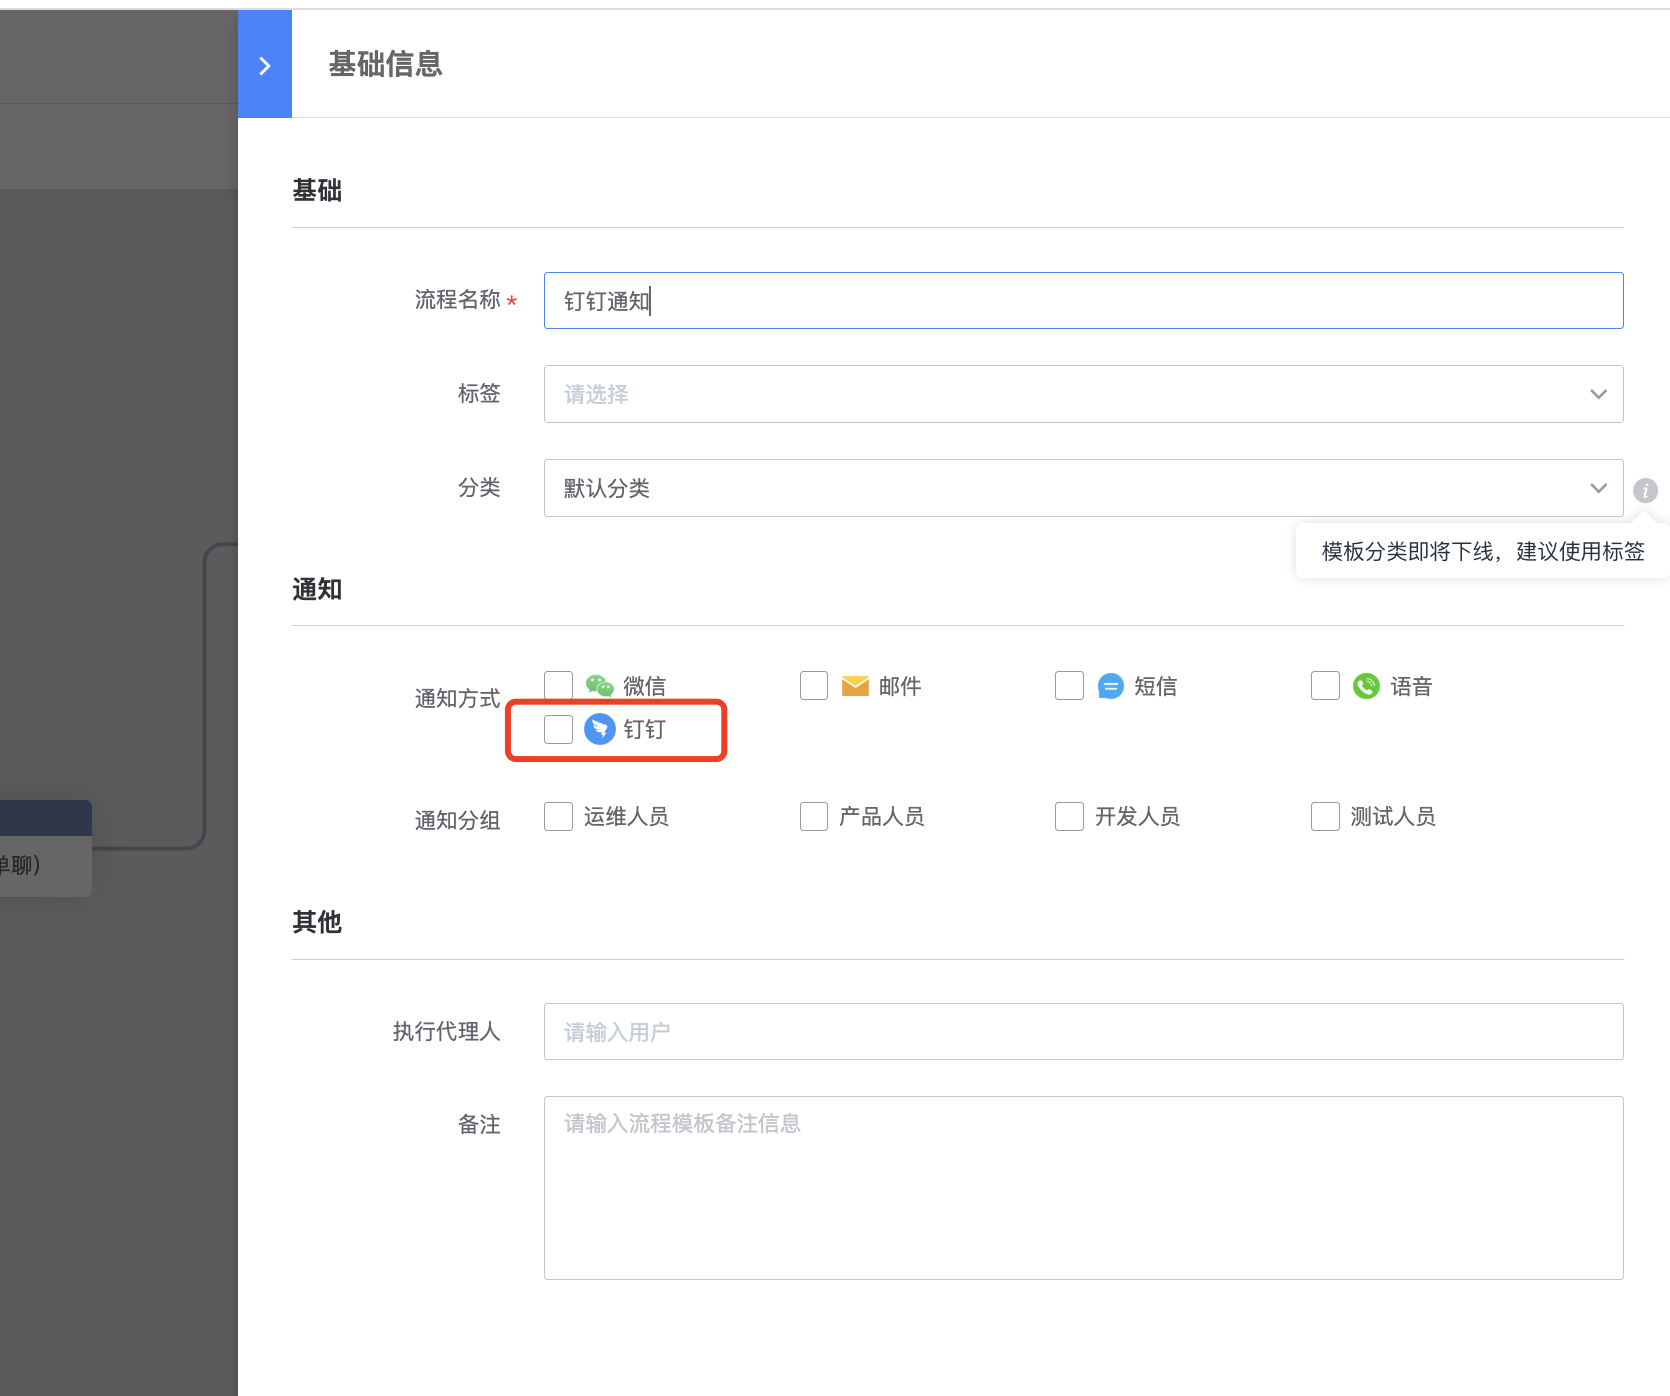 基础信息
基础
流程名称 *
钉钉通知
标签
请选择
分类
默认分类
模板分类即将下线，建议使用标签
通知
通知方式
微信
邮件
短信
语音
钉钉
通知分组
运维人员
产品人员
开发人员
测试人员
单聊）
其他
执行代理人
请输入用户
备注
请输入流程模板备注信息